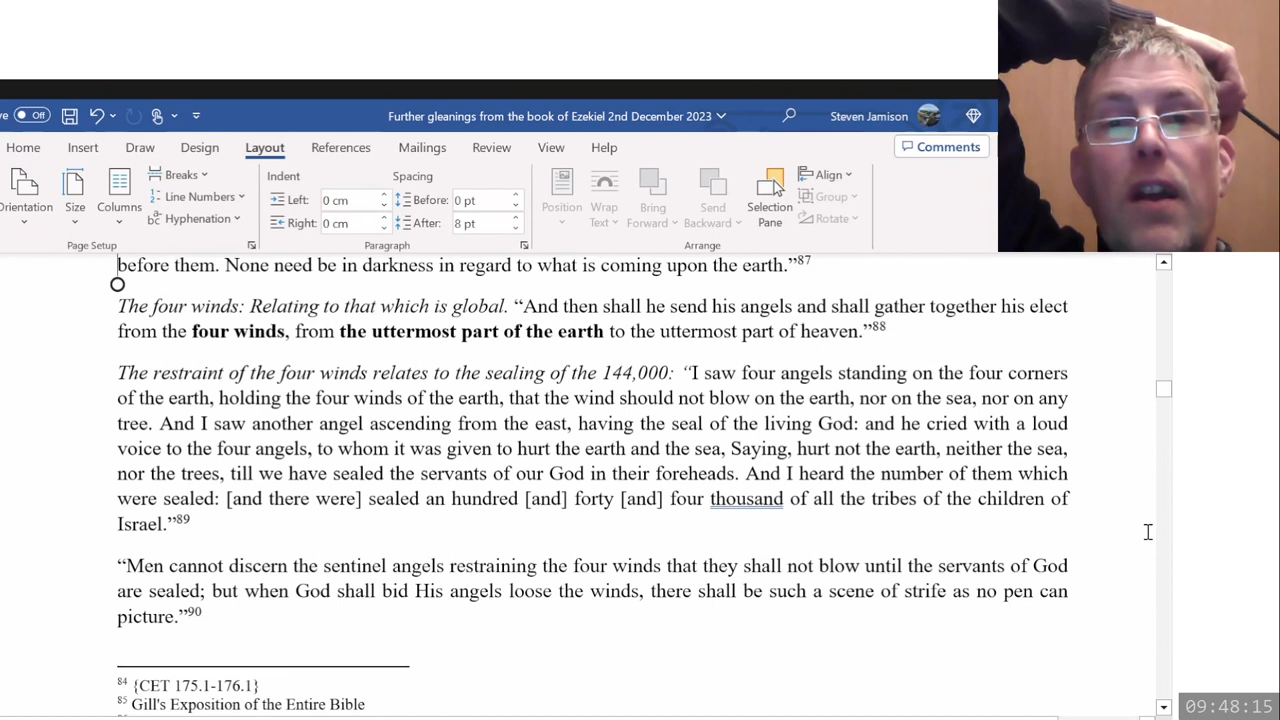 e Off Further gleanings from the book of Ezekiel 2nd December 2023 Steven Jamison
Home Insert Draw Design Layout References Mailings Review View Help Comments
Orientation Size Columns
Breaks
Line Numbers
Hyphenation
Page Setup
Indent Spacing
Left: 0 cm Before: 0 pt
Right: 0 cm After: 8 pt
Paragraph
Position Wrap Text Bring Forward Send Backward Selection Pane
Align
Group
Rotate
Arrange
before them. None need be in darkness in regard to what is coming upon the earth.”87
The four winds: Relating to that which is global. “And then shall he send his angels and shall gather together his elect
from the four winds, from the uttermost part of the earth to the uttermost part of heaven.”88
The restraint of the four winds relates to the sealing of the 144,000: “I saw four angels standing on the four corners
of the earth, holding the four winds of the earth, that the wind should not blow on the earth, nor on the sea, nor on any
tree. And I saw another angel ascending from the east, having the seal of the living God: and he cried with a loud
voice to the four angels, to whom it was given to hurt the earth and the sea, Saying, hurt not the earth, neither the sea,
nor the trees, till we have sealed the servants of our God in their foreheads. And I heard the number of them which
were sealed: [and there were] sealed an hundred [and] forty [and] four thousand of all the tribes of the children of
Israel.”89
“Men cannot discern the sentinel angels restraining the four winds that they shall not blow until the servants of God
are sealed; but when God shall bid His angels loose the winds, there shall be such a scene of strife as no pen can
picture.”90
84 {CET 175.1-176.1}
85 Gill's Exposition of the Entire Bible
09:48:15